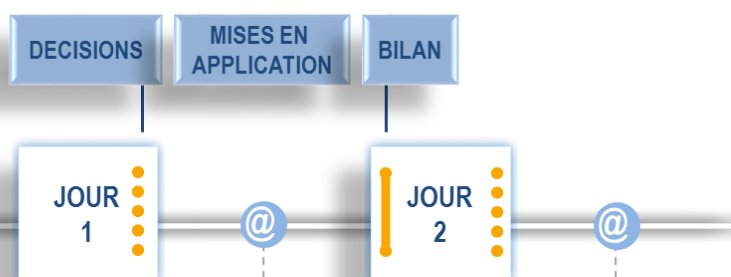 DECISIONS
MISES EN
APPLICATION
BILAN
JOUR
1
@
JOUR
2
@